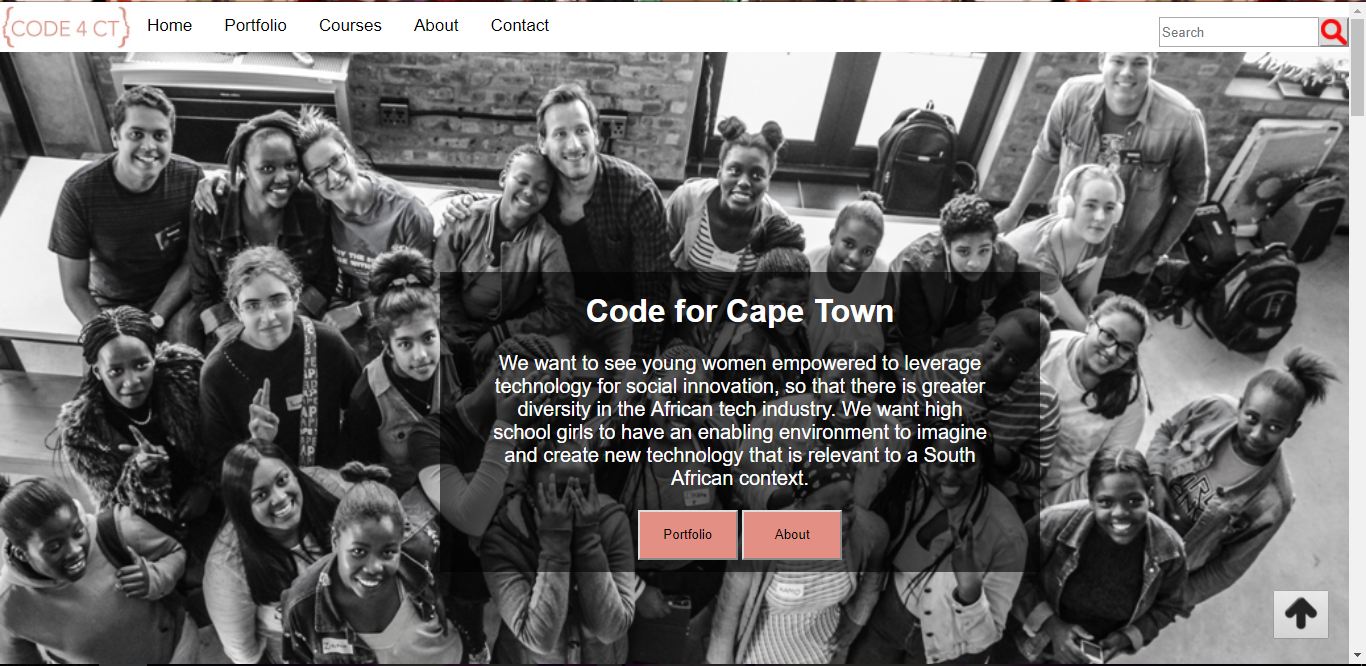 {CODE 4 CT}
Home
Portfolio
Courses
About
Contact
Search
Code for Cape Town
We want to see young women empowered to leverage
technology for social innovation, so that there is greater
diversity in the African tech industry. We want high
school girls to have an enabling environment to imagine
and create new technology that is relevant to a South
African context.
Portfolio
About